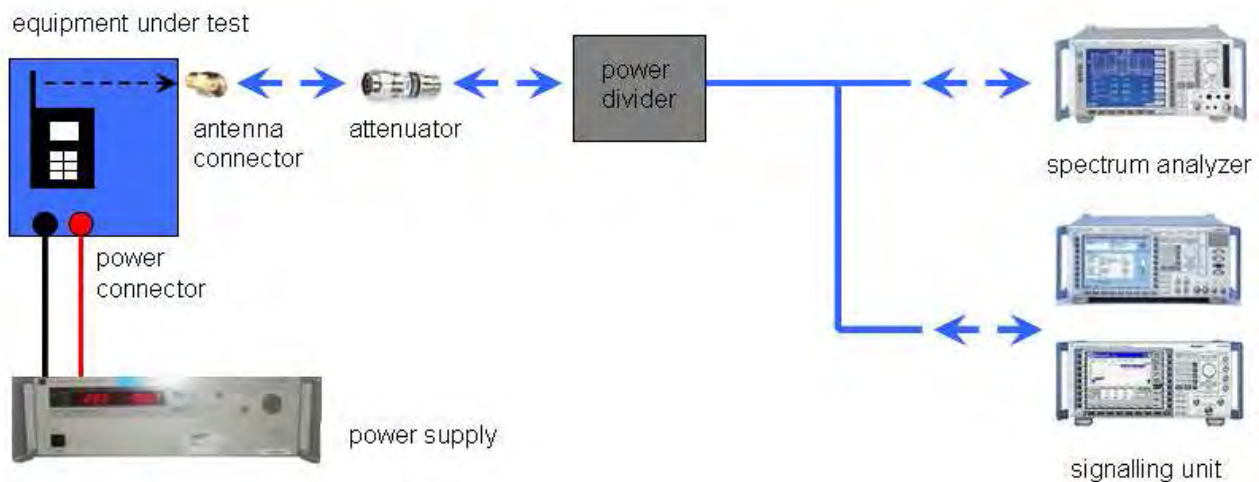 equipment under test
antenna
connector
attenuator
power
divider
spectrum analyzer
power
connector
power supply
signalling unit